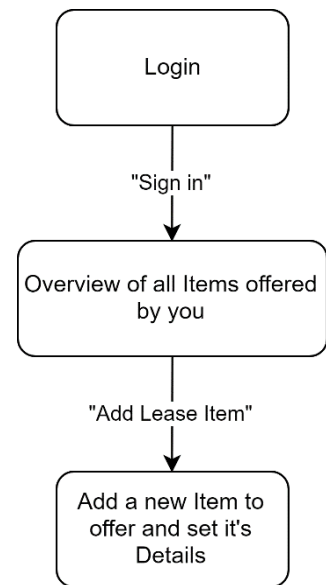 Login
"Sign in"
Overview of all Items offered
by you
"Add Lease Item"
Add a new Item to
offer and set it's
Details